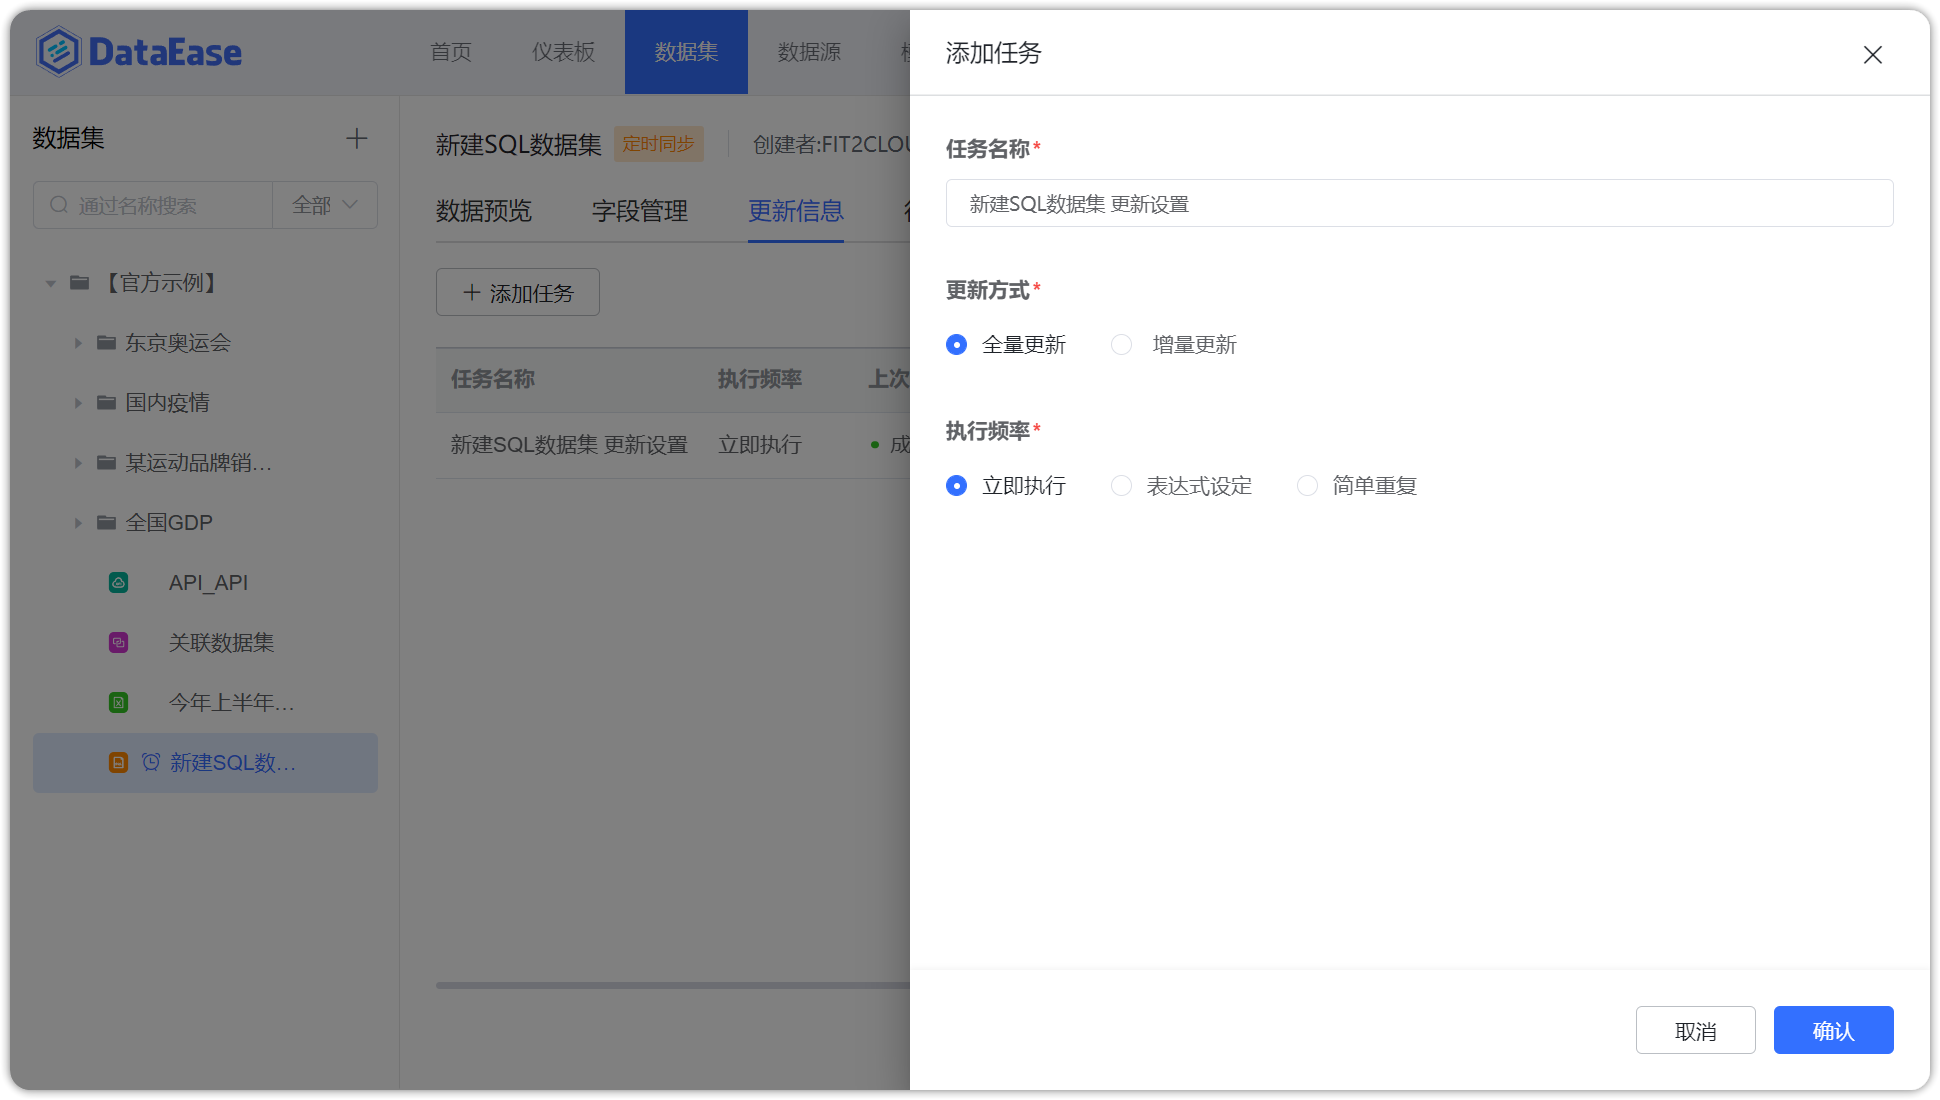 DataEase
首页
仪表板
数据集
数据源
数据集
通过名称搜索
全部
【官方示例】
东京奥运会
国内疫情
某运动品牌销...
全国GDP
API_API
关联数据集
今年上半年...
新建SQL数...
新建SQL数据集
定时同步
创建者:FIT2CLOU
数据预览
字段管理
更新信息
添加任务
任务名称
执行频率
上次
新建SQL数据集 更新设置
立即执行
成
添加任务
任务名称*
新建SQL数据集 更新设置
更新方式*
全量更新
增量更新
执行频率*
立即执行
表达式设定
简单重复
取消
确认